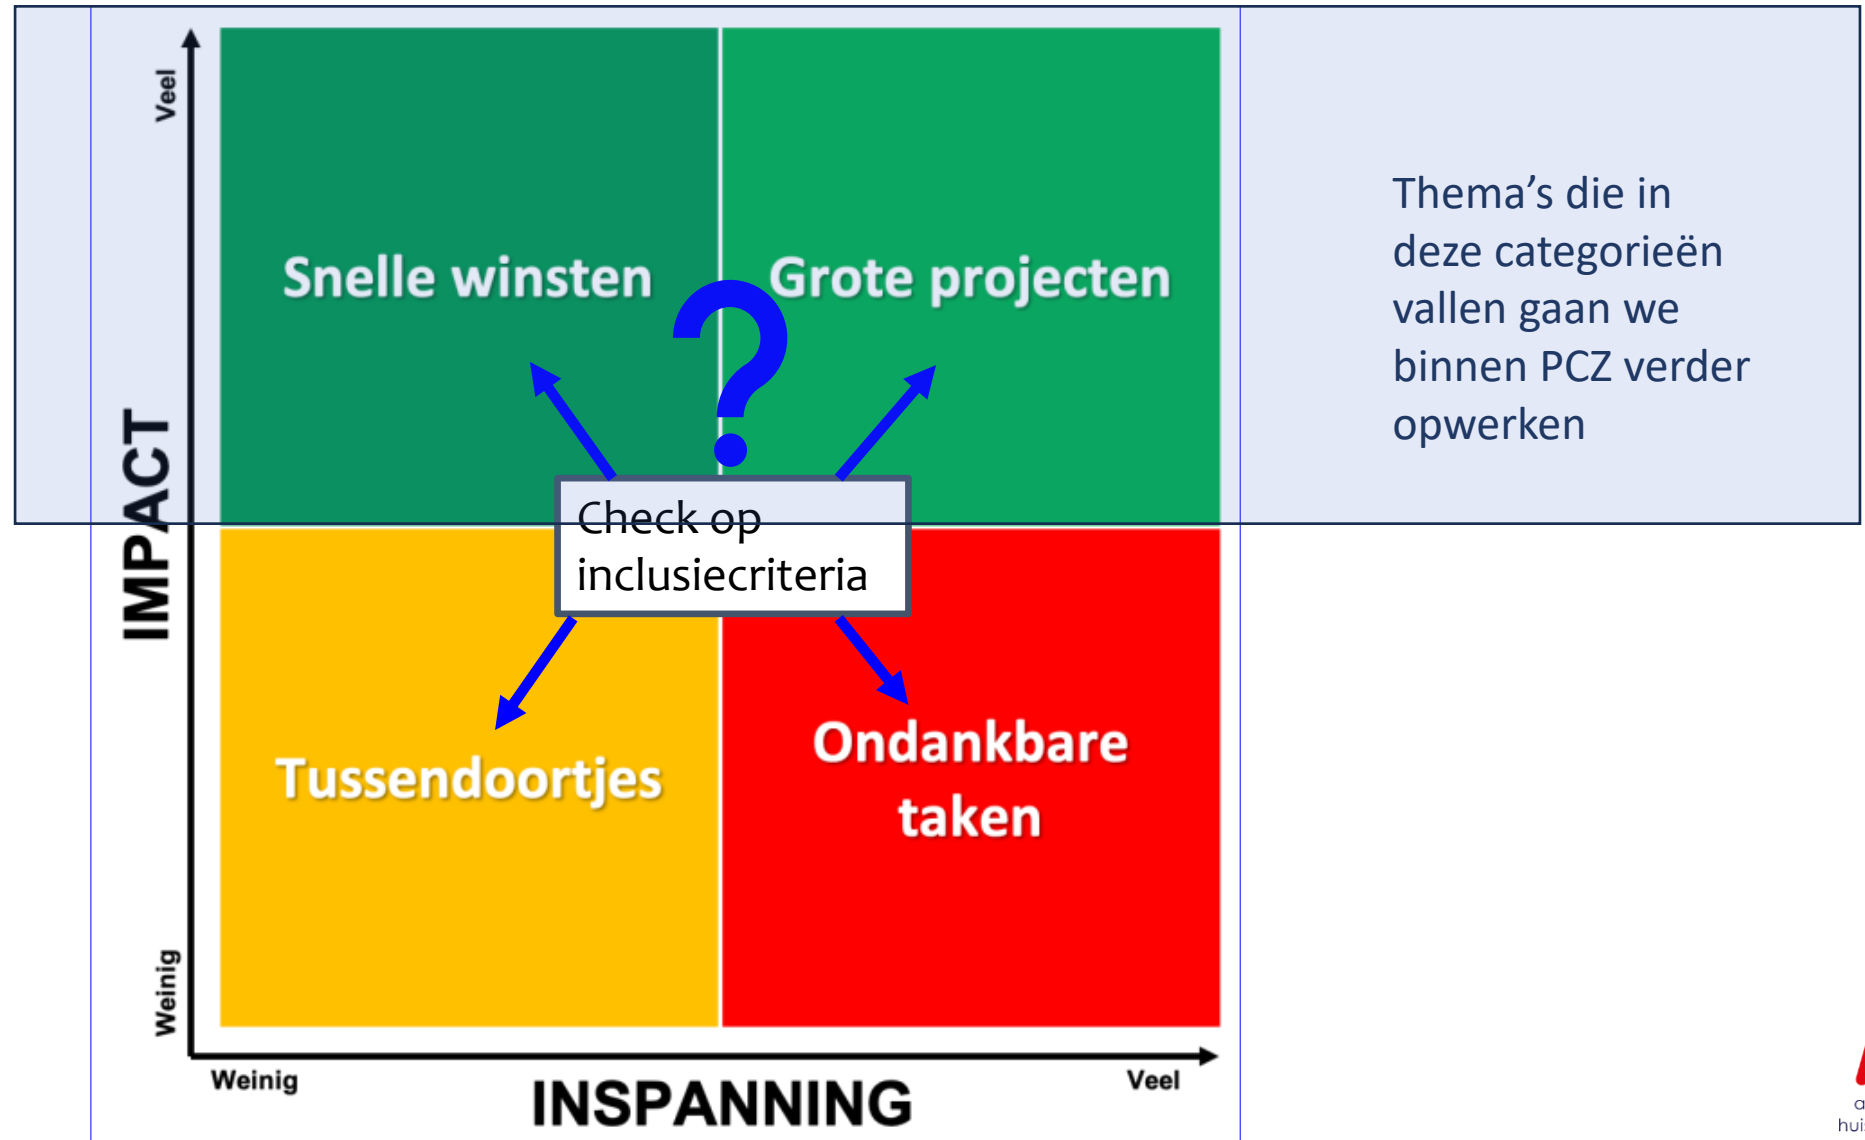 Veel
IMPACT
Weinig
Snelle winsten
Grote projecten
?
Check op
inclusiecriteria
Tussendoortjes
Ondankbare
taken
Weinig
INSPANNING
Veel
Thema’s die in
deze categorieën
vallen gaan we
binnen PCZ verder
opwerken